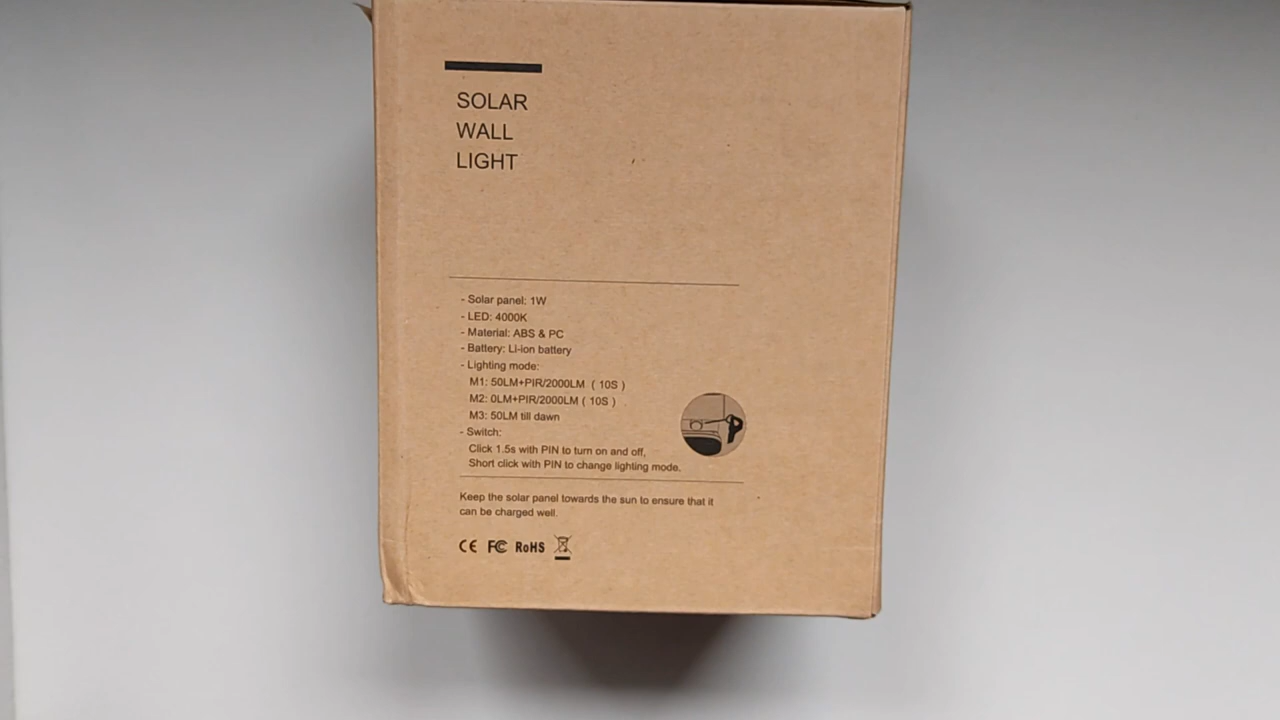 SOLAR
WALL
LIGHT
- Solar panel: 1W
- LED: 4000K
- Material: ABS & PC
- Battery: Li-ion battery
- Lighting mode:
M1: 50LM+PIR/2000LM ( 10S )
M2: 0LM+PIR/2000LM ( 10S )
M3: 50LM till dawn
- Switch:
Click 1.5s with PIN to turn on and off,
Short click with PIN to change lighting mode.
Keep the solar panel towards the sun to ensure that it
can be charged well.
CE FC RoHS